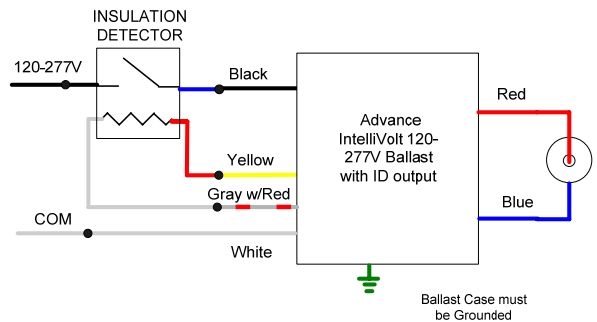 INSULATION
DETECTOR
120-277V
Black
Yellow
Gray w/Red
COM
White
Advance
IntelliVolt 120-
277V Ballast
with ID output
Red
Blue
Ballast Case must
be Grounded